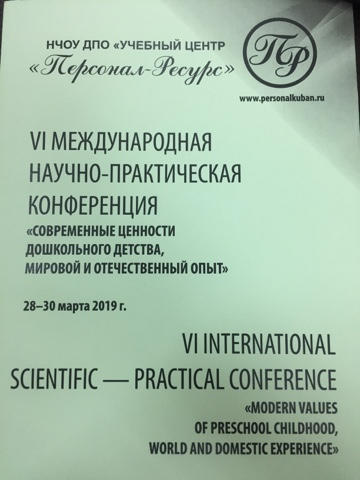 НЧОУ ДПО «УЧЕБНЫЙ ЦЕНТР
«Персонал-Ресурс»
ПР
www.personalkuban.ru
VI МЕЖДУНАРОДНАЯ
НАУЧНО-ПРАКТИЧЕСКАЯ
КОНФЕРЕНЦИЯ
«СОВРЕМЕННЫЕ ЦЕННОСТИ
ДОШКОЛЬНОГО ДЕТСТВА,
МИРОВОЙ И ОТЕЧЕСТВЕННЫЙ ОПЫТ»
28–30 марта 2019 г.
VI INTERNATIONAL
SCIENTIFIC — PRACTICAL CONFERENCE
«MODERN VALUES
OF PRESCHOOL CHILDHOOD,
WORLD AND DOMESTIC EXPERIENCE»